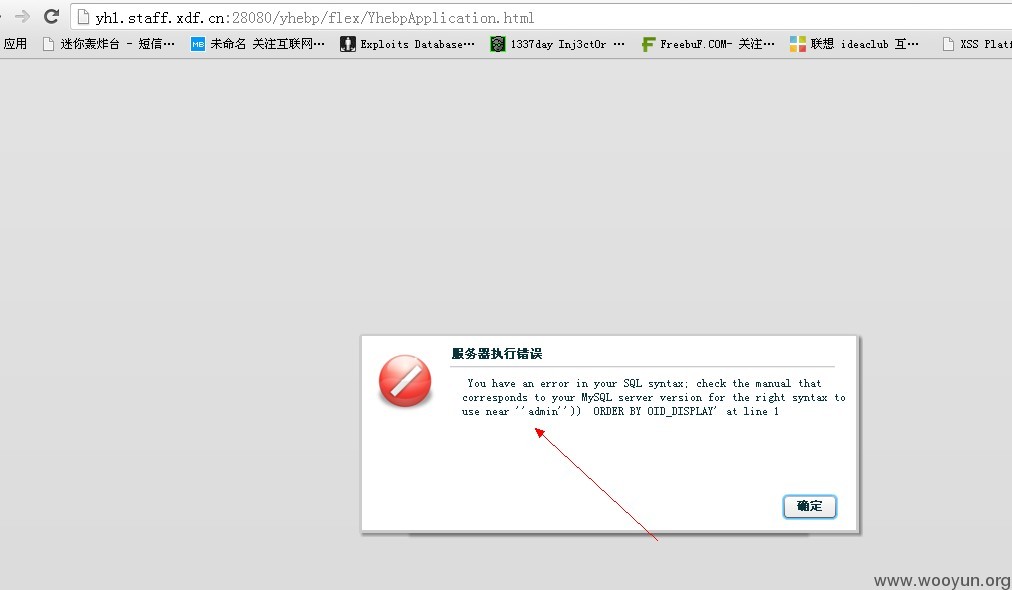 yhl.staff.xdf.cn:28080/yhebp/flex/YhebpApplication.html
应用 迷你轰炸台 - 短信… 未命名 关注互联网… Exploits Database… 1337day Inj3ct0r … FreebuF.COM- 关注… 联想 ideaclub 互… XSS Platf
服务器执行错误
You have an error in your SQL syntax; check the manual that
corresponds to your MySQL server version for the right syntax to
use near ''admin'')) ORDER BY OID_DISPLAY' at line 1
确定
www.wooyun.org